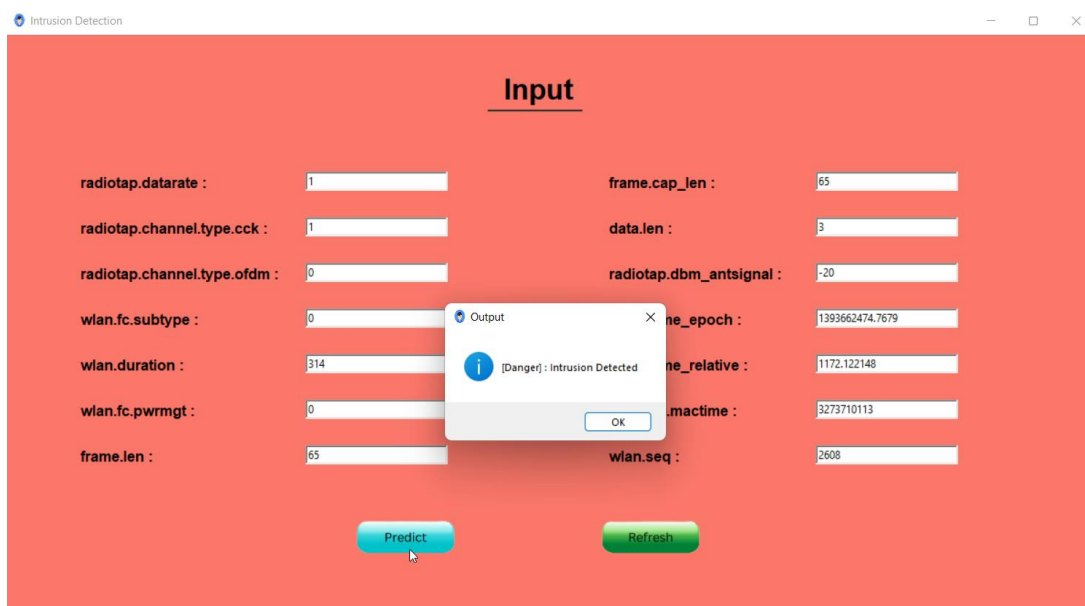 Intrusion Detection
Input
radiotap.datarate : 1 frame.cap_len : 65
radiotap.channel.type.cck : 1 data.len : 3
radiotap.channel.type.ofdm : 0 radiotap.dbm_antsignal : -20
wlan.fc.subtype : 0 me_epoch : 1393662474.7679
wlan.duration : 314 me_relative : 1172.122148
wlan.fc.pwrmgt : 0 .mactime : 3273710113
frame.len : 65 wlan.seq : 2608
Output
[Danger] : Intrusion Detected
OK
Predict Refresh